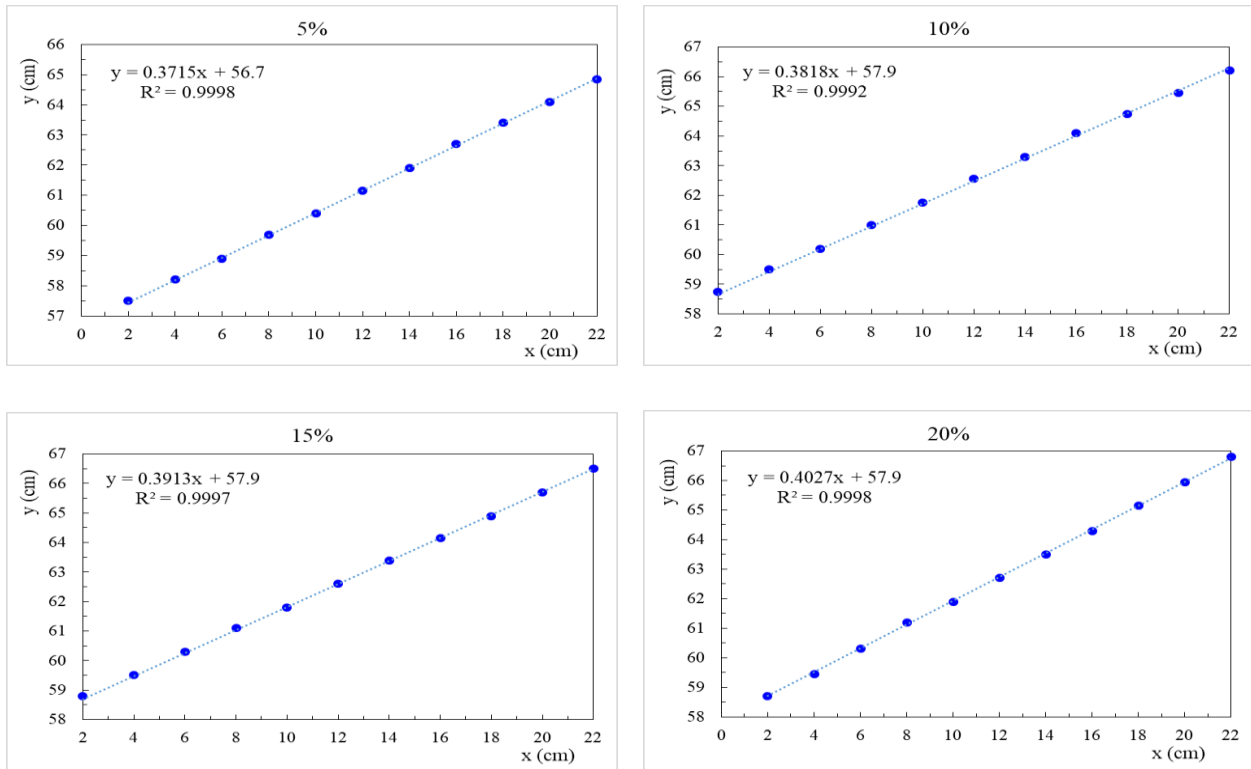 5%
y (cm)
66
65
64
63
62
61
60
59
58
57
y = 0.3715x + 56.7
R² = 0.9998
0 2 4 6 8 10 12 14 16 18 20 22
x (cm)
10%
y (cm)
67
66
65
64
63
62
61
60
59
58
y = 0.3818x + 57.9
R² = 0.9992
2 4 6 8 10 12 14 16 18 20 22
x (cm)
15%
y (cm)
67
66
65
64
63
62
61
60
59
58
y = 0.3913x + 57.9
R² = 0.9997
2 4 6 8 10 12 14 16 18 20 22
x (cm)
20%
y (cm)
67
66
65
64
63
62
61
60
59
58
y = 0.4027x + 57.9
R² = 0.9998
0 2 4 6 8 10 12 14 16 18 20 22
x (cm)